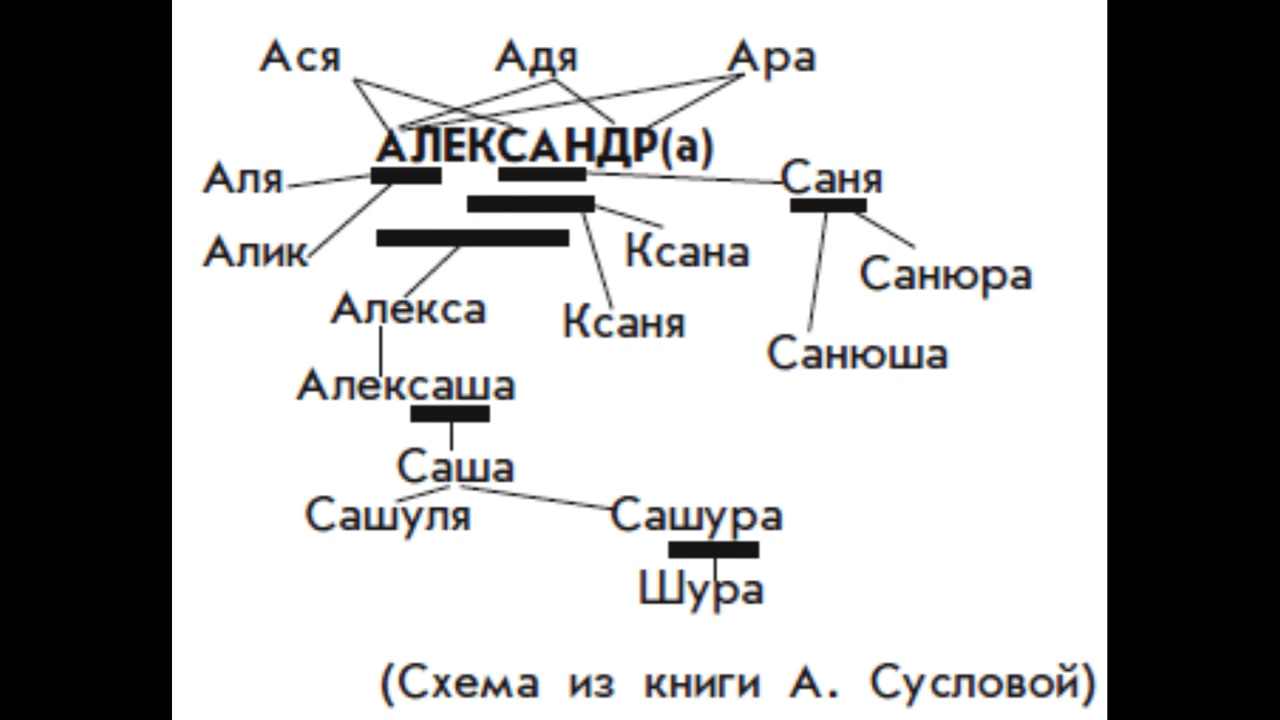 Ася Адя Ара
АЛЕКСАНДР(а)
Аля Саня
Алик Ксана Санюра
Алекса Ксаня
Санюша
Алексаша
Саша
Сашуля Сашура
Шура
(Схема из книги А. Сусловой)